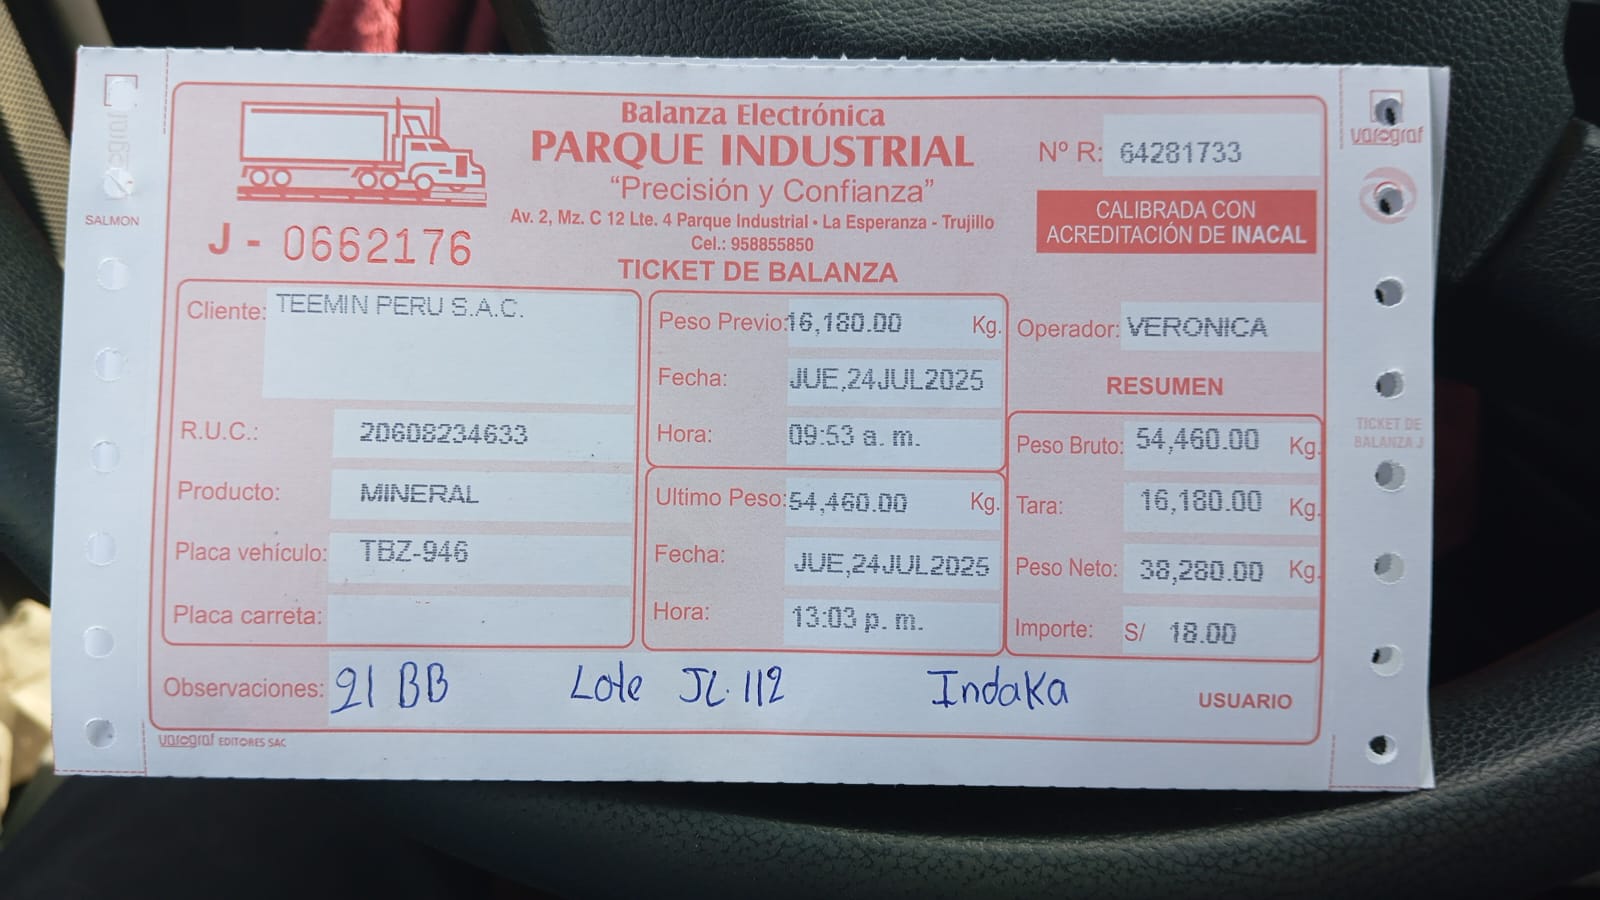 Balanza Electrónica
PARQUE INDUSTRIAL
"Precisión y Confianza"
Av. 2, Mz. C 12 Lte. 4 Parque Industrial • La Esperanza - Trujillo
Cel.: 958855850
TICKET DE BALANZA
J - 0662176
Nº R: 64281733
CALIBRADA CON
ACREDITACIÓN DE INACAL
Cliente: TEEMIN PERU S.A.C.
R.U.C.: 20608234633
Producto: MINERAL
Placa vehículo: TBZ-946
Placa carreta:
Peso Previo: 16,180.00 Kg.
Fecha: JUE,24JUL2025
Hora: 09:53 a. m.
Ultimo Peso: 54,460.00 Kg.
Fecha: JUE,24JUL2025
Hora: 13:03 p. m.
Operador: VERONICA
RESUMEN
Peso Bruto: 54,460.00 Kg.
Tara: 16,180.00 Kg.
Peso Neto: 38,280.00 Kg.
Importe: S/ 18.00
Observaciones: 21 BB Lote JL.112 Indaka
USUARIO
varograf EDITORES SAC
SALMON
varograf
TICKET DE
BALANZA J